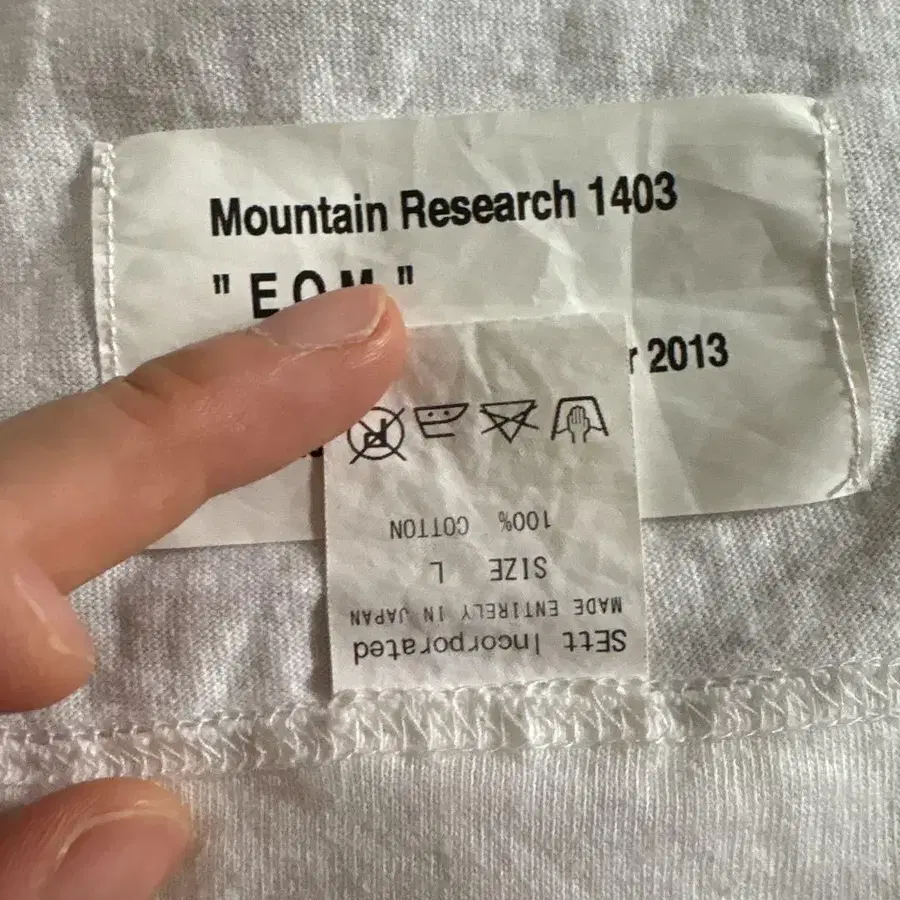 Mountain Research 1403
" E.O.M "
2013
SEtt Incorporated
MADE ENTIRELY IN JAPAN
SIZE L
100% COTTON